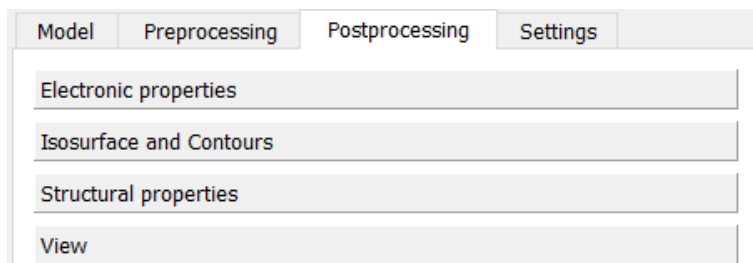 Model Preprocessing Postprocessing Settings
Electronic properties
Isosurface and Contours
Structural properties
View